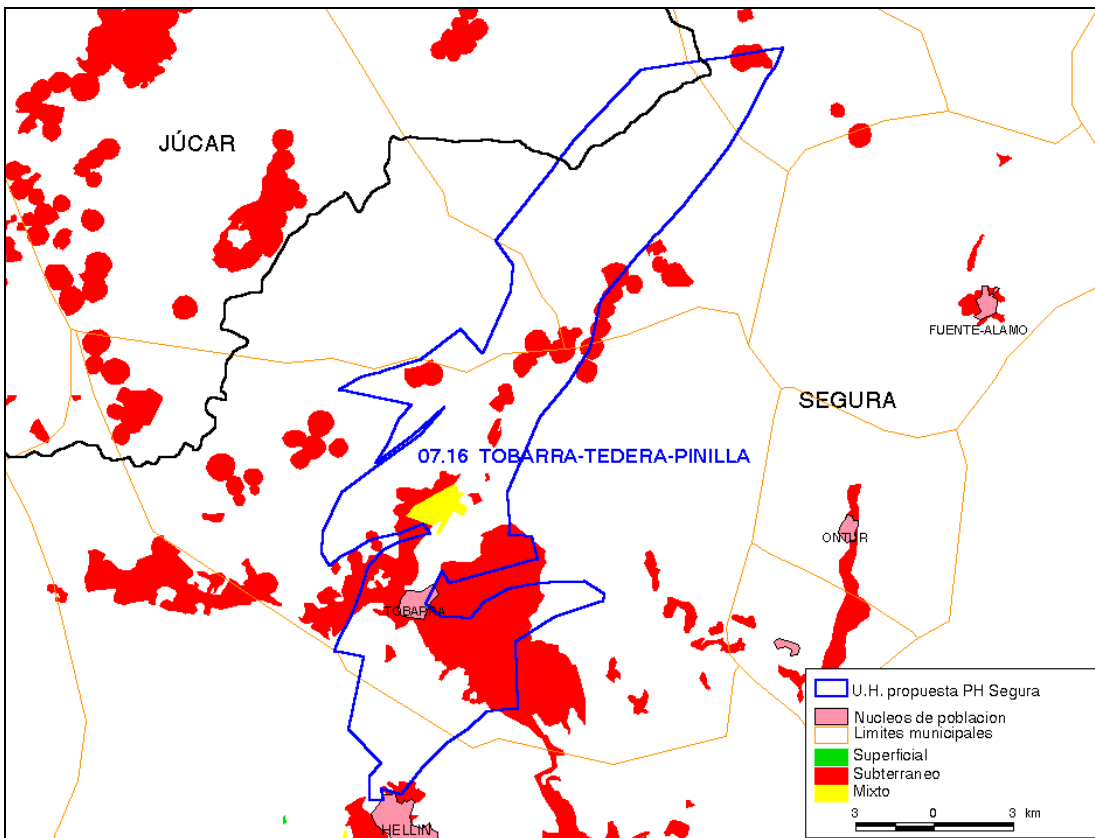 JÚCAR
FUENTE-ALAMO
SEGURA
07.16 TOBARRA-TEDERA-PINILLA
ONTUR
TOBARRA
U.H. propuesta PH Segura
Nucleos de poblacion
Limites municipales
Superficial
Subterraneo
Mixto
3 0 3 km
HELLIN